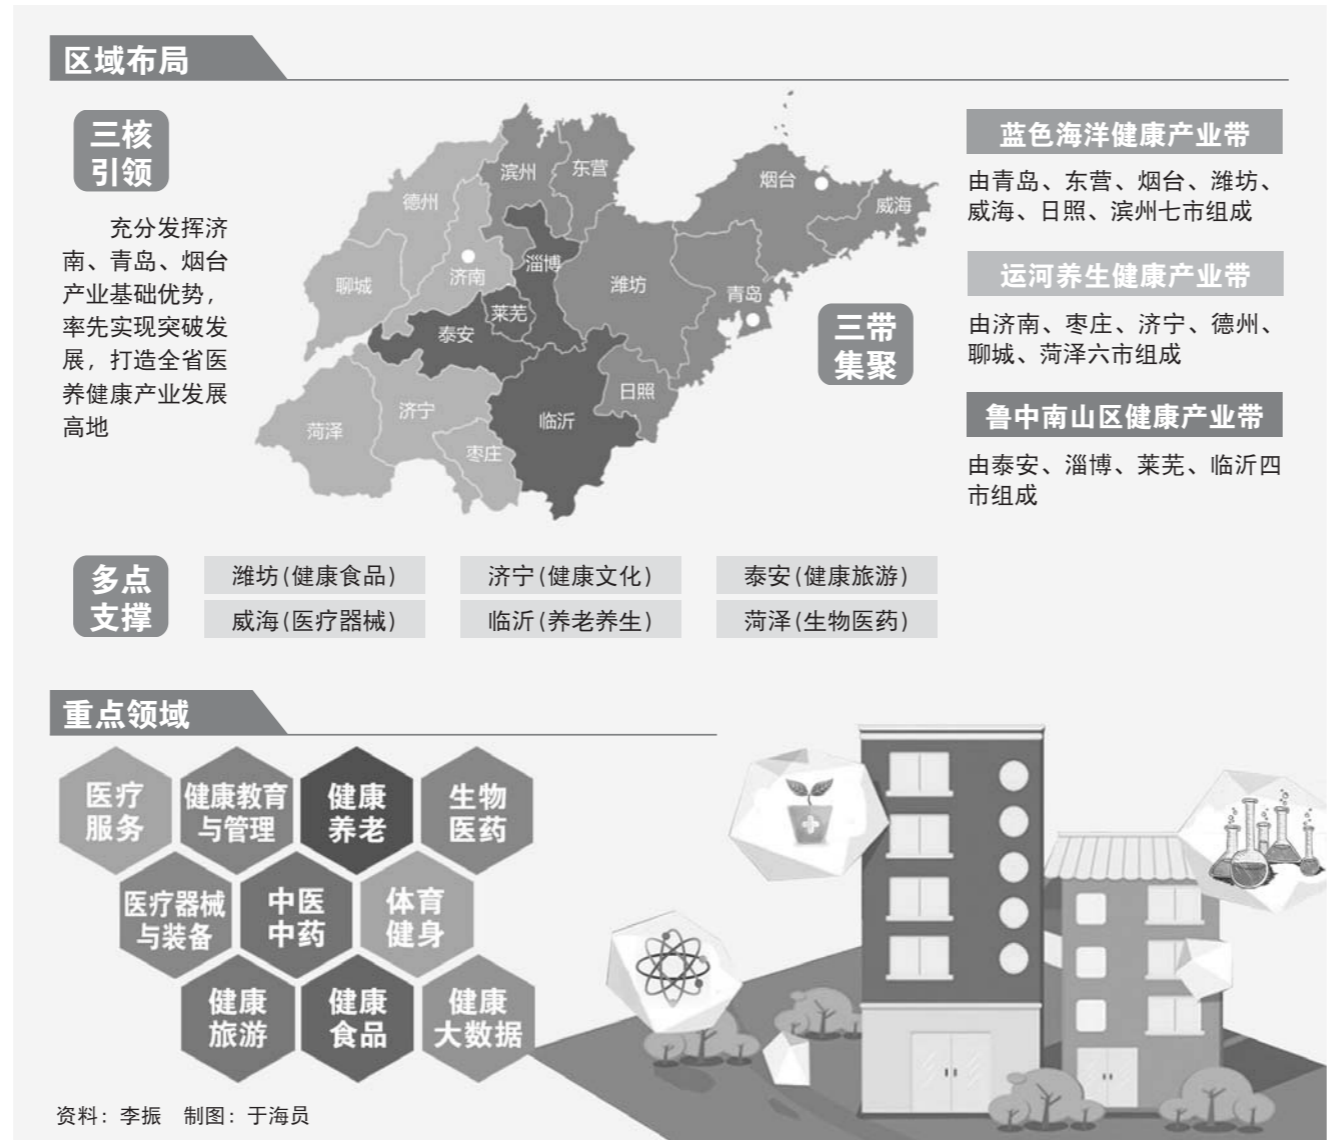 区域布局
三核
引领
充分发挥济
南、青岛、烟台
产业基础优势，
率先实现突破发
展，打造全省医
养健康产业发展
高地
滨州
东营
烟台
威海
德州
淄博
济南
聊城
潍坊
青岛
莱芜
泰安
日照
济宁
临沂
菏泽
枣庄
三带
集聚
蓝色海洋健康产业带
由青岛、东营、烟台、潍坊、
威海、日照、滨州七市组成
运河养生健康产业带
由济南、枣庄、济宁、德州、
聊城、菏泽六市组成
鲁中南山区健康产业带
由泰安、淄博、莱芜、临沂四
市组成
多点
支撑
潍坊(健康食品)
济宁(健康文化)
泰安(健康旅游)
威海(医疗器械)
临沂(养老养生)
菏泽(生物医药)
重点领域
医疗
服务
健康教育
与管理
健康
养老
生物
医药
医疗器械
与装备
中医
中药
体育
健身
健康
旅游
健康
食品
健康
大数据
资料：李振　制图：于海员